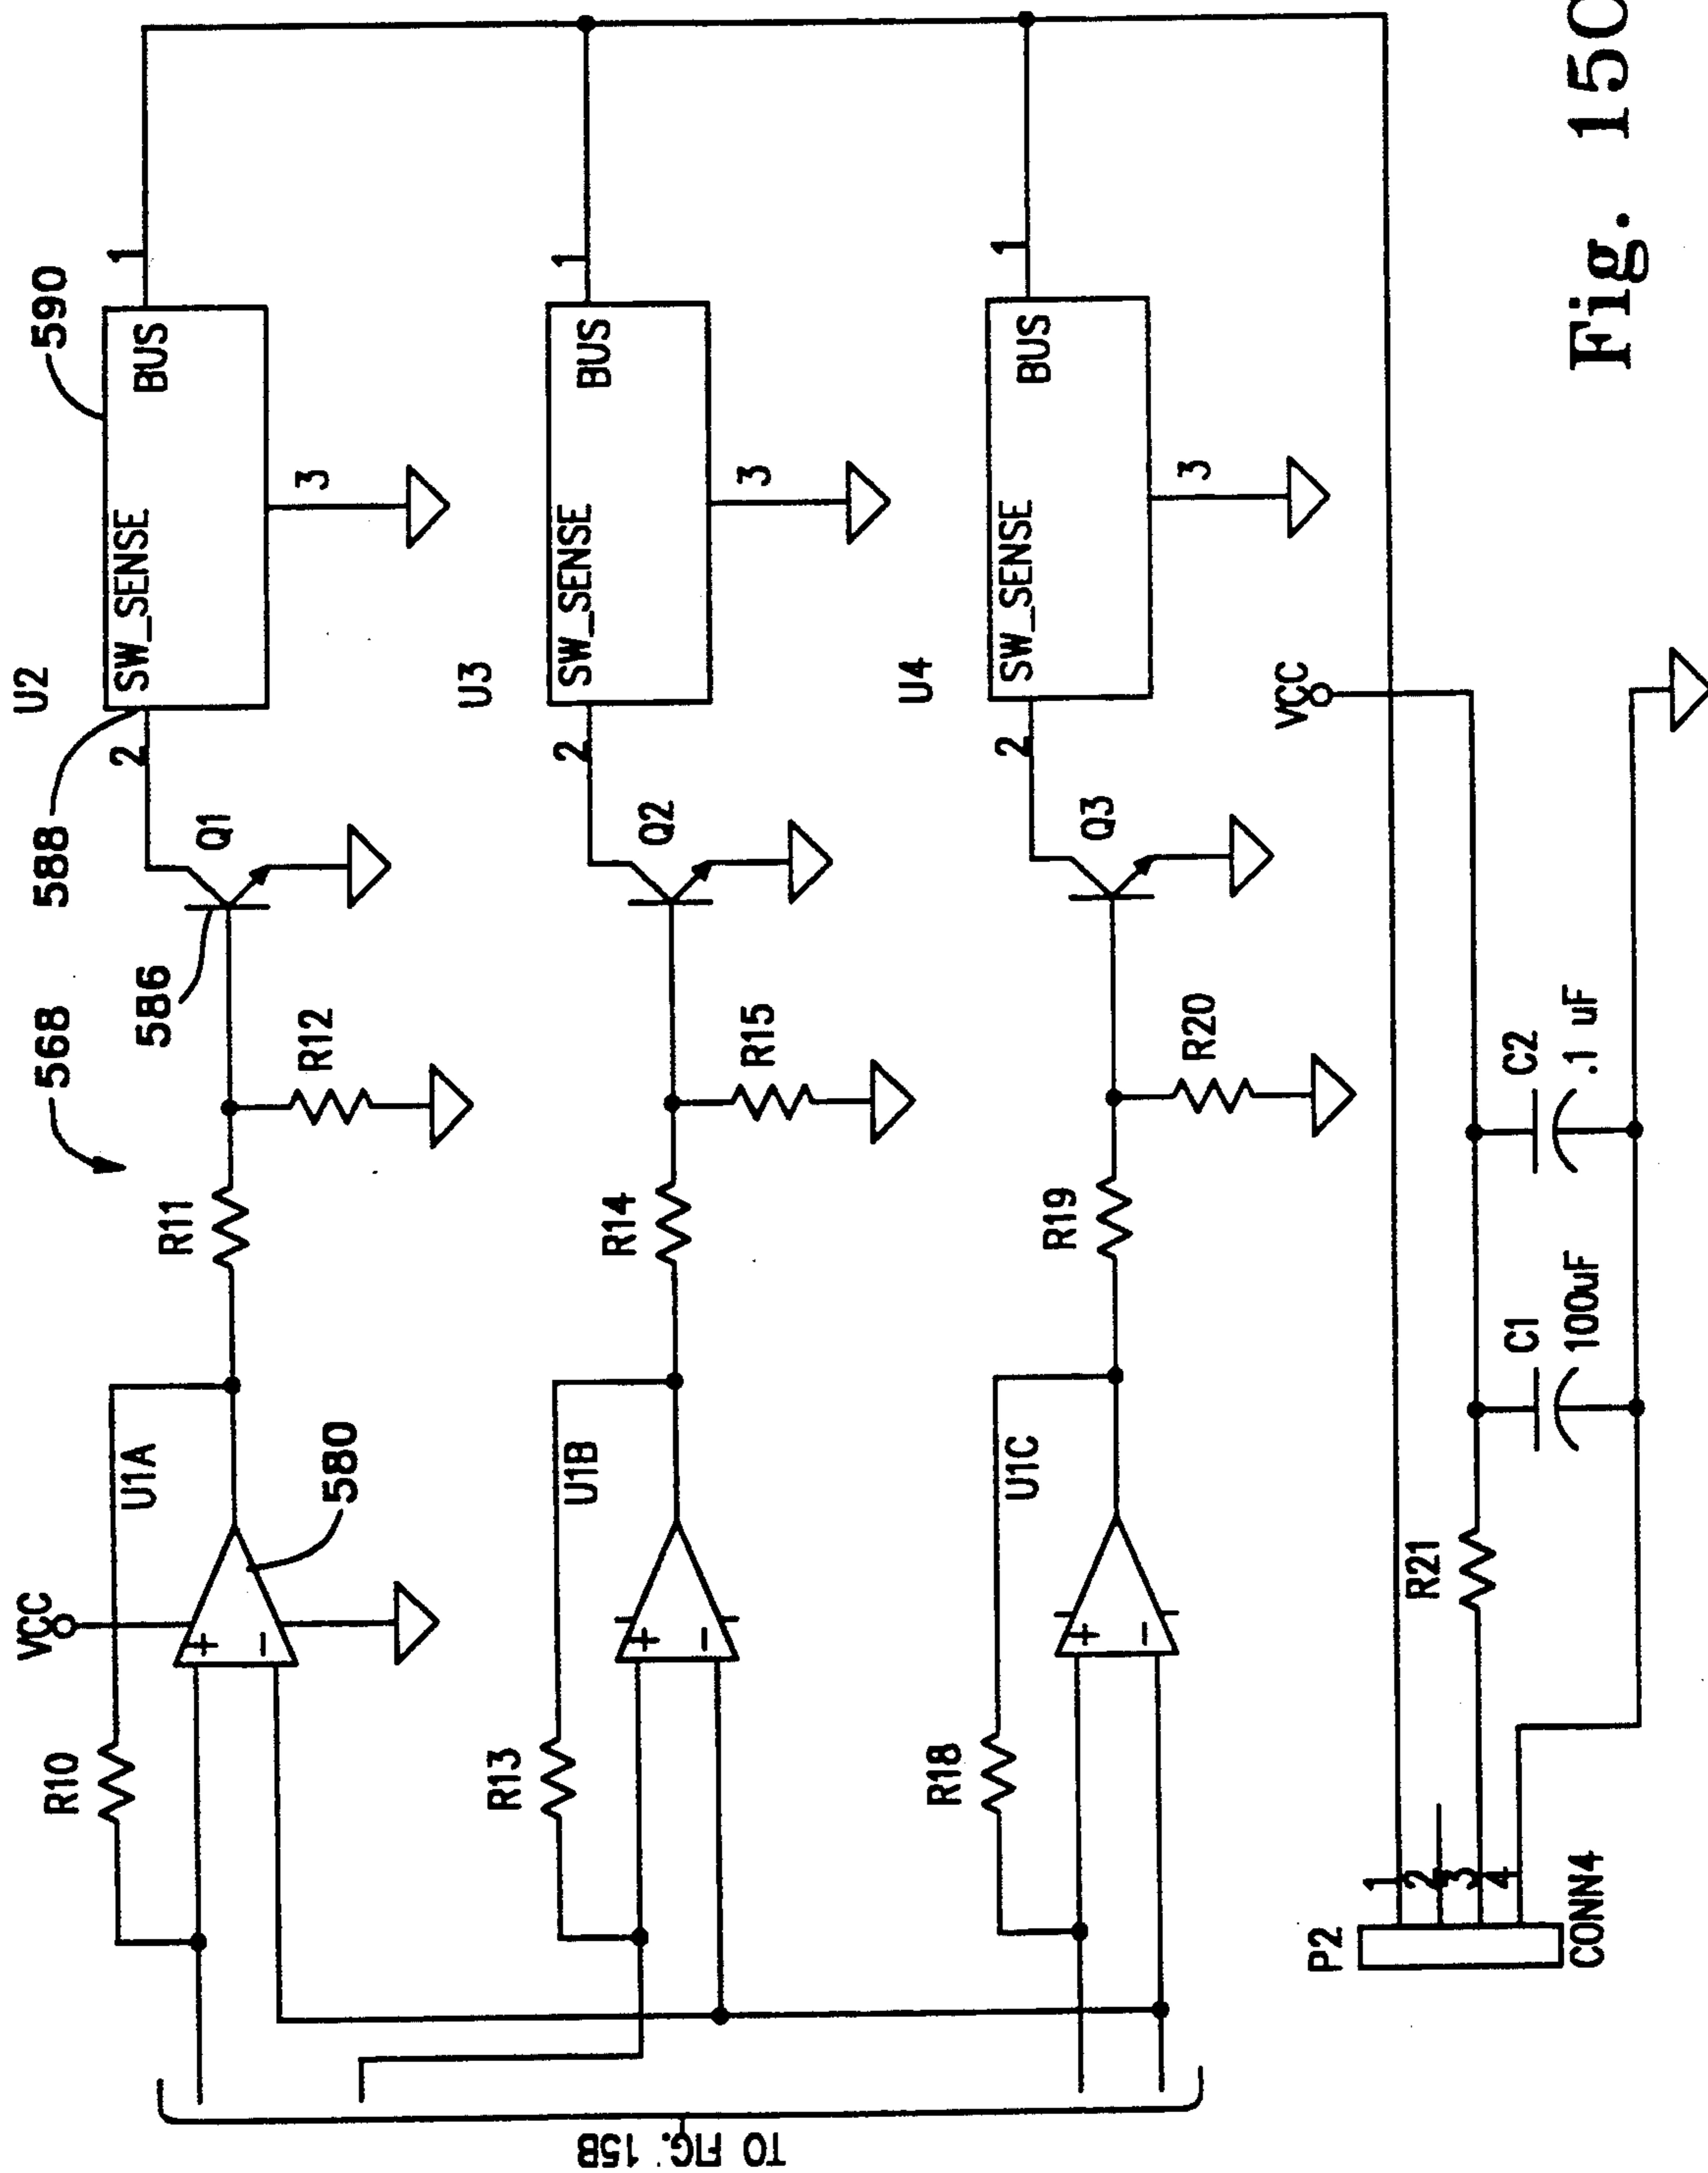 568
590
588
586
VCC
R10
U1A
580
R11
R12
Q1
2
U2
SW_SENSE
BUS
1
3
R13
U1B
R14
R15
Q2
2
U3
SW_SENSE
BUS
1
3
R18
U1C
R19
R20
Q3
2
U4
SW_SENSE
BUS
1
3
+
−
+
−
+
−
TO FIG. 15B
VCC
P2
1
2
3
4
CONN4
R21
C1
100uF
C2
.1 uF
Fig. 15C